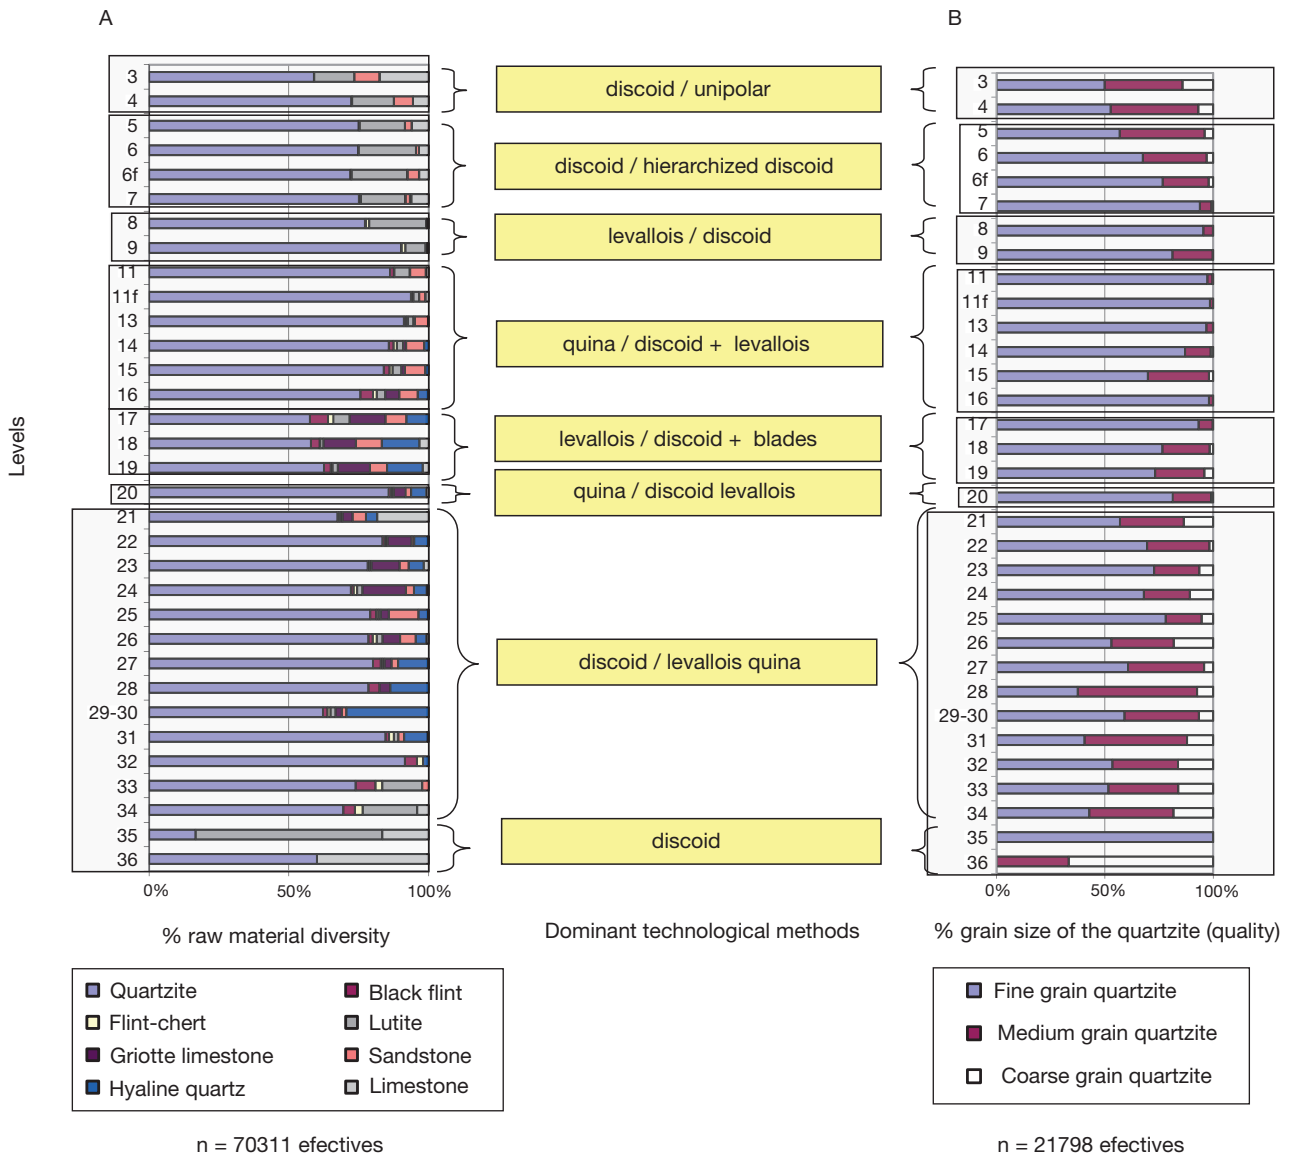 A
B
Levels
3
4
5
6
6f
7
8
9
11
11f
13
14
15
16
17
18
19
20
21
22
23
24
25
26
27
28
29-30
31
32
33
34
35
36
0%
50%
100%
% raw material diversity
discoid / unipolar
discoid / hierarchized discoid
levallois / discoid
quina / discoid + levallois
levallois / discoid + blades
quina / discoid levallois
discoid / levallois quina
discoid
Dominant technological methods
3
4
5
6
6f
7
8
9
11
11f
13
14
15
16
17
18
19
20
21
22
23
24
25
26
27
28
29-30
31
32
33
34
35
36
0%
50%
100%
% grain size of the quartzite (quality)
Quartzite
Black flint
Flint-chert
Lutite
Griotte limestone
Sandstone
Hyaline quartz
Limestone
n = 70311 efectives
Fine grain quartzite
Medium grain quartzite
Coarse grain quartzite
n = 21798 efectives